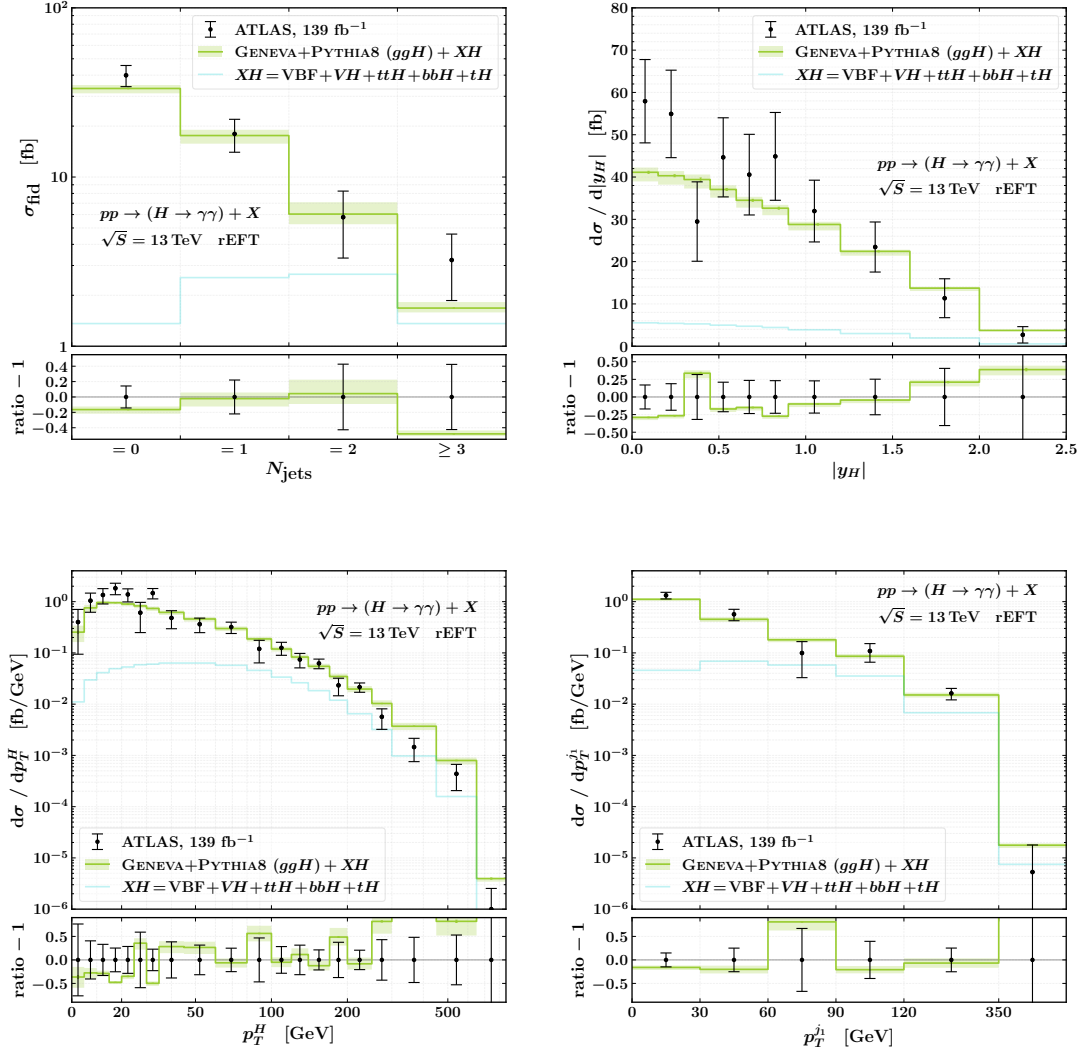 10²
10
1
σ_fid [fb]
ATLAS, 139 fb⁻¹
GENEVA+PYTHIA8 (ggH) + XH
XH = VBF + VH + ttH + bbH + tH
pp → (H → γγ) + X
√S = 13 TeV rEFT
ratio − 1
0.4
0.2
0.0
−0.2
−0.4
= 0
= 1
= 2
≥ 3
N_jets
80
70
60
50
40
30
20
10
0
dσ / d|y_H| [fb]
ATLAS, 139 fb⁻¹
GENEVA+PYTHIA8 (ggH) + XH
XH = VBF + VH + ttH + bbH + tH
pp → (H → γγ) + X
√S = 13 TeV rEFT
ratio − 1
0.50
0.25
0.00
−0.25
−0.50
0.0
0.5
1.0
1.5
2.0
2.5
|y_H|
10⁰
10⁻¹
10⁻²
10⁻³
10⁻⁴
10⁻⁵
10⁻⁶
dσ / dp_T^H [fb/GeV]
pp → (H → γγ) + X
√S = 13 TeV rEFT
ATLAS, 139 fb⁻¹
GENEVA+PYTHIA8 (ggH) + XH
XH = VBF + VH + ttH + bbH + tH
ratio − 1
0.5
0.0
−0.5
0
20
60
100
200
500
p_T^H [GeV]
10⁰
10⁻¹
10⁻²
10⁻³
10⁻⁴
10⁻⁵
10⁻⁶
dσ / dp_T^{j₁} [fb/GeV]
pp → (H → γγ) + X
√S = 13 TeV rEFT
ATLAS, 139 fb⁻¹
GENEVA+PYTHIA8 (ggH) + XH
XH = VBF + VH + ttH + bbH + tH
ratio − 1
0.5
0.0
−0.5
0
30
60
90
120
350
p_T^{j₁} [GeV]